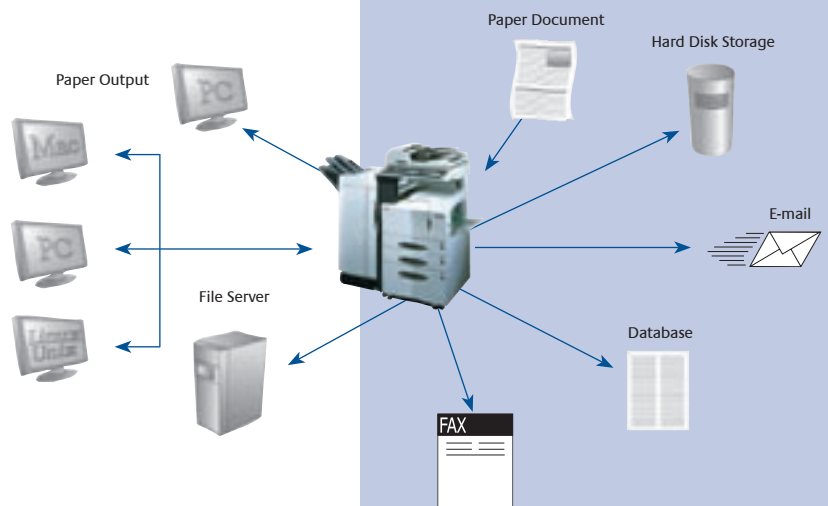 Paper Document
Hard Disk Storage
Paper Output
PC
Mac
E-mail
PC
File Server
Linux
Unix
Database
FAX